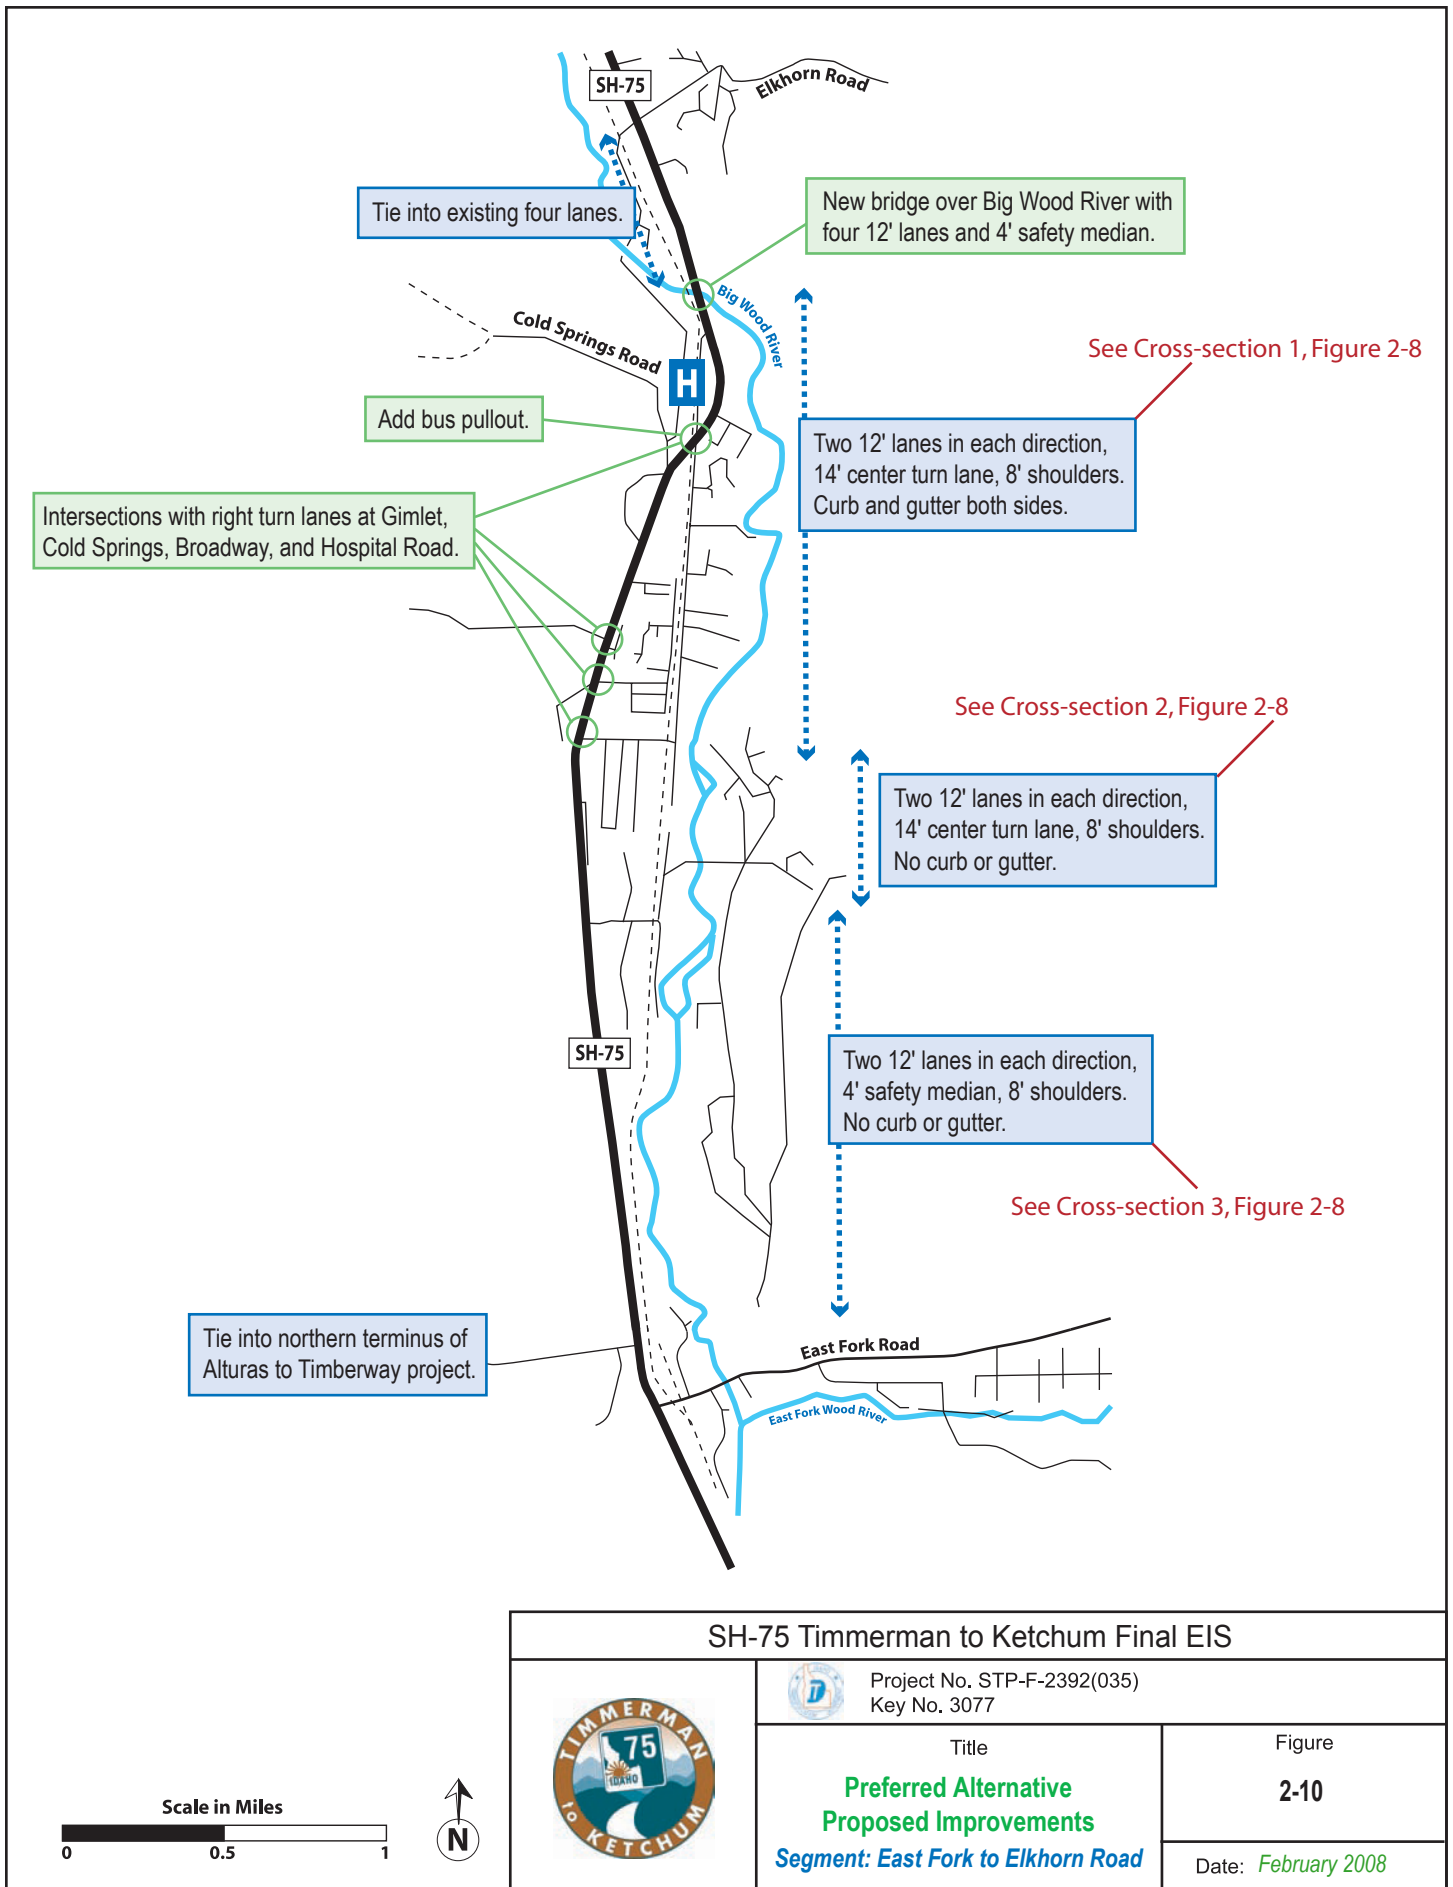 SH-75
Elkhorn Road
Tie into existing four lanes.
New bridge over Big Wood River with
four 12' lanes and 4' safety median.
Big Wood River
Cold Springs Road
See Cross-section 1, Figure 2-8
H
Add bus pullout.
Two 12' lanes in each direction,
14' center turn lane, 8' shoulders.
Curb and gutter both sides.
Intersections with right turn lanes at Gimlet,
Cold Springs, Broadway, and Hospital Road.
See Cross-section 2, Figure 2-8
Two 12' lanes in each direction,
14' center turn lane, 8' shoulders.
No curb or gutter.
SH-75
Two 12' lanes in each direction,
4' safety median, 8' shoulders.
No curb or gutter.
See Cross-section 3, Figure 2-8
Tie into northern terminus of
Alturas to Timberway project.
East Fork Road
East Fork Wood River
SH-75 Timmerman to Ketchum Final EIS
TIMMERMAN
75
IDAHO
to KETCHUM
Project No. STP-F-2392(035)
Key No. 3077
Title
Preferred Alternative
Proposed Improvements
Segment: East Fork to Elkhorn Road
Figure
2-10
Date: February 2008
Scale in Miles
0 0.5 1
N